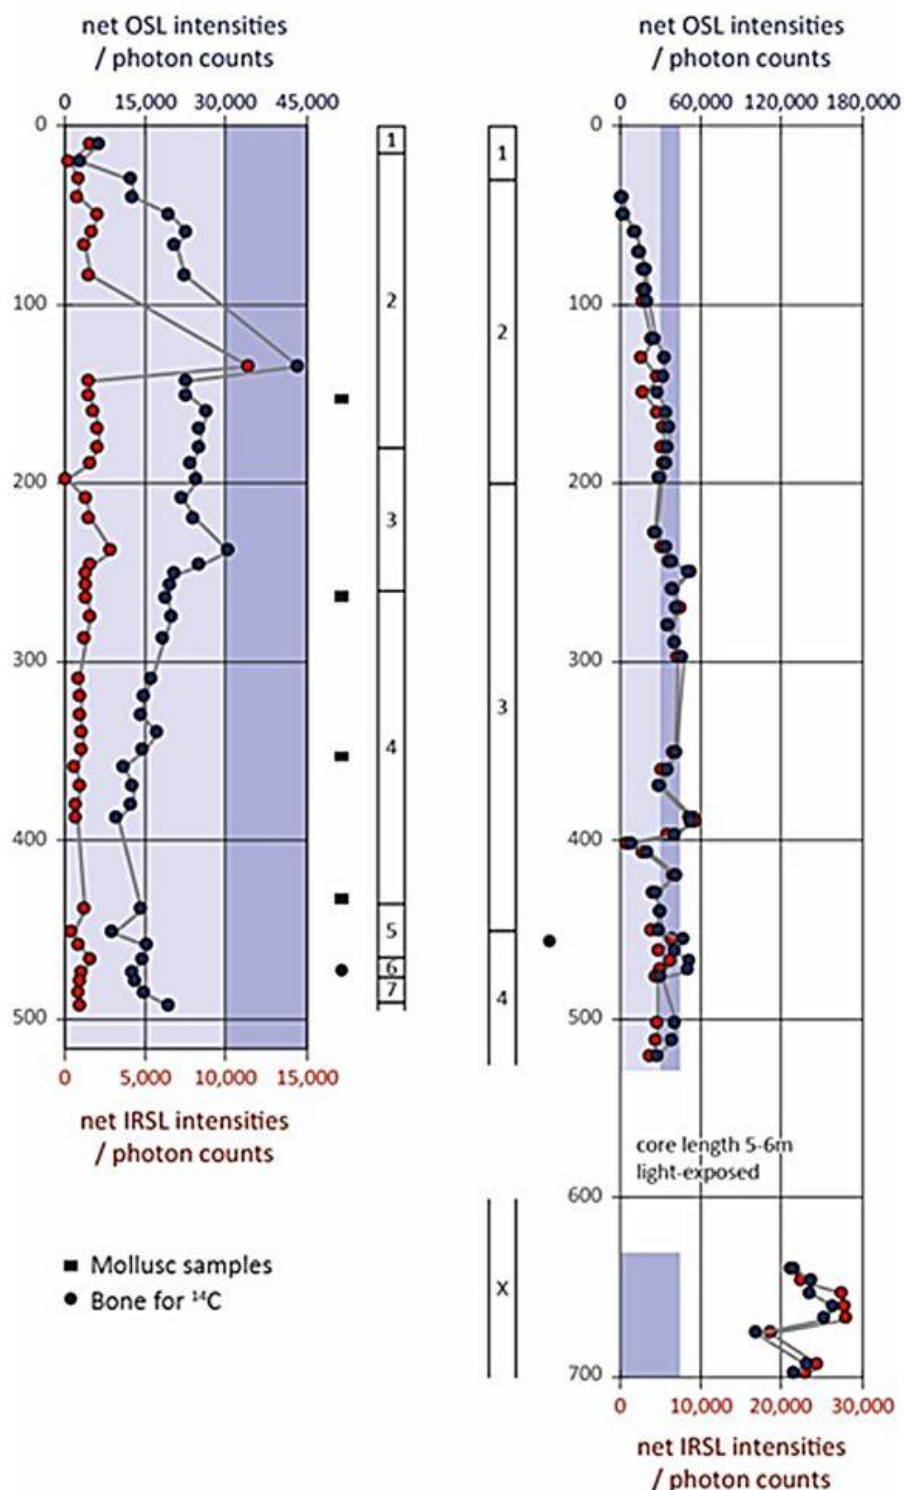 net OSL intensities
/ photon counts
0 15,000 30,000 45,000
0
100
200
300
400
500
0 5,000 10,000 15,000
net IRSL intensities
/ photon counts
1
2
3
4
5
6
7
■ Mollusc samples
● Bone for ¹⁴C
1
2
3
4
X
net OSL intensities
/ photon counts
0 60,000 120,000 180,000
0
100
200
300
400
500
core length 5-6m
light-exposed
600
700
0 10,000 20,000 30,000
net IRSL intensities
/ photon counts